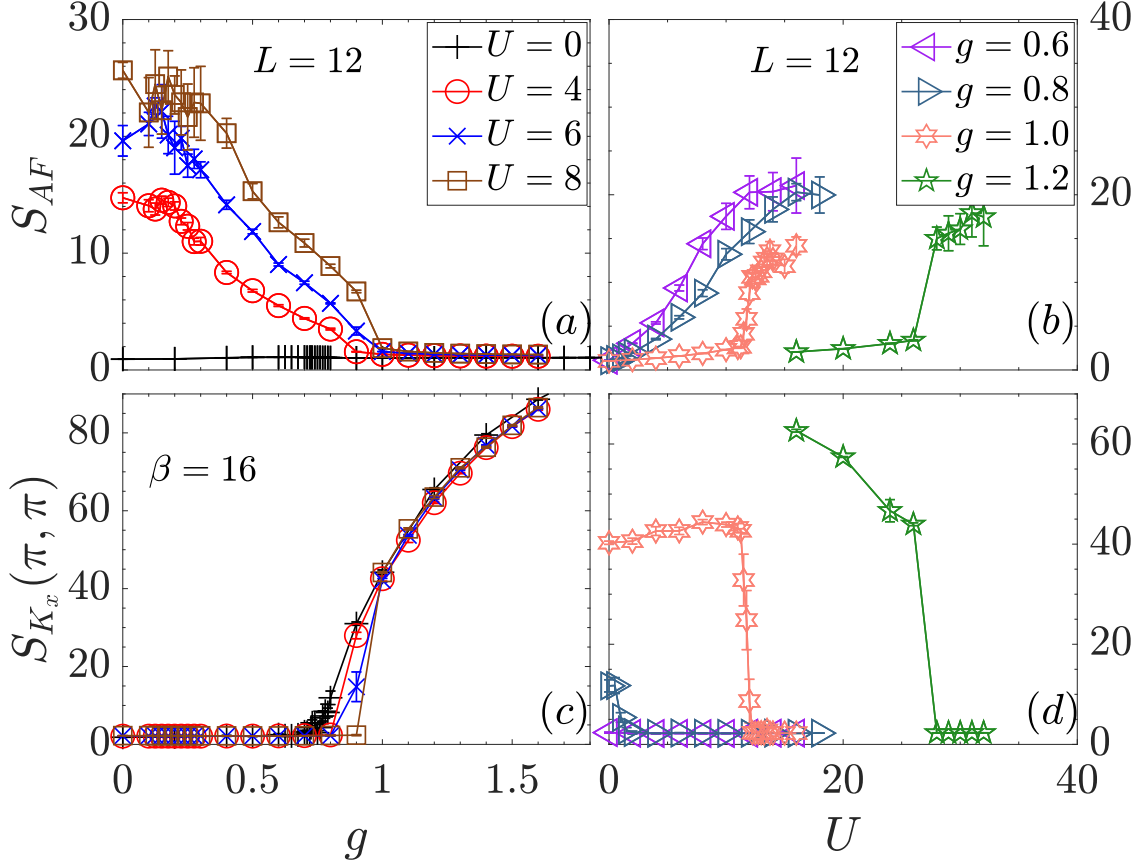 30
20
10
0
S_{AF}
L = 12
U = 0
U = 4
U = 6
U = 8
(a)
L = 12
g = 0.6
g = 0.8
g = 1.0
g = 1.2
(b)
40
20
0
80
60
40
20
0
S_{K_x}(π, π)
β = 16
(c)
(d)
60
40
20
0
0
0.5
1
1.5
g
0
20
40
U